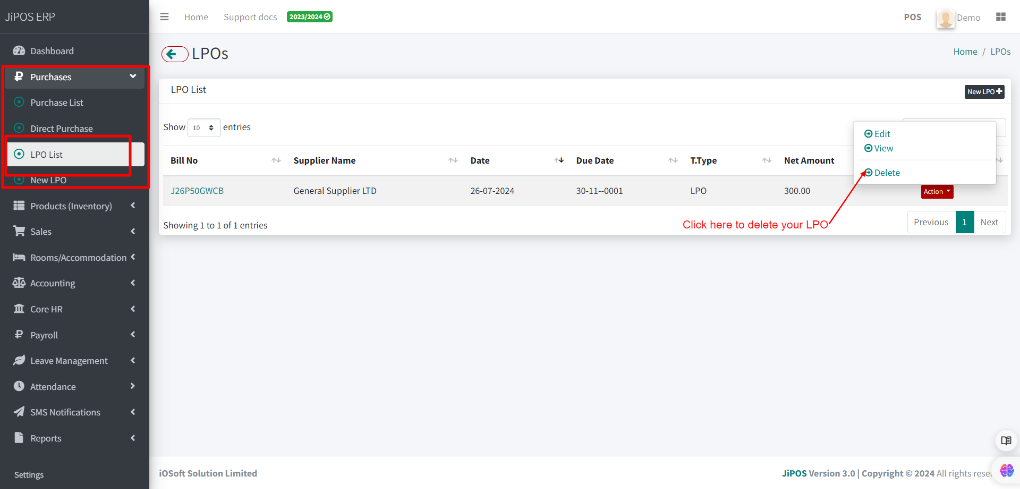 JiPOS ERP
Home Support docs 2023/2024
POS Demo
Dashboard
Purchases
Purchase List
Direct Purchase
LPO List
New LPO
Products (Inventory)
Sales
Rooms/Accommodation
Accounting
Core HR
Payroll
Leave Management
Attendance
SMS Notifications
Reports
Settings
LPOs
Home / LPOs
LPO List
New LPO
Show 10 entries
Edit
View
Delete
Bill No Supplier Name Date Due Date T.Type Net Amount
J26P50GWCB General Supplier LTD 26-07-2024 30-11--0001 LPO 300.00 Action
Showing 1 to 1 of 1 entries
Click here to delete your LPO
Previous 1 Next
iOSoft Solution Limited
JiPOS Version 3.0 | Copyright © 2024 All rights